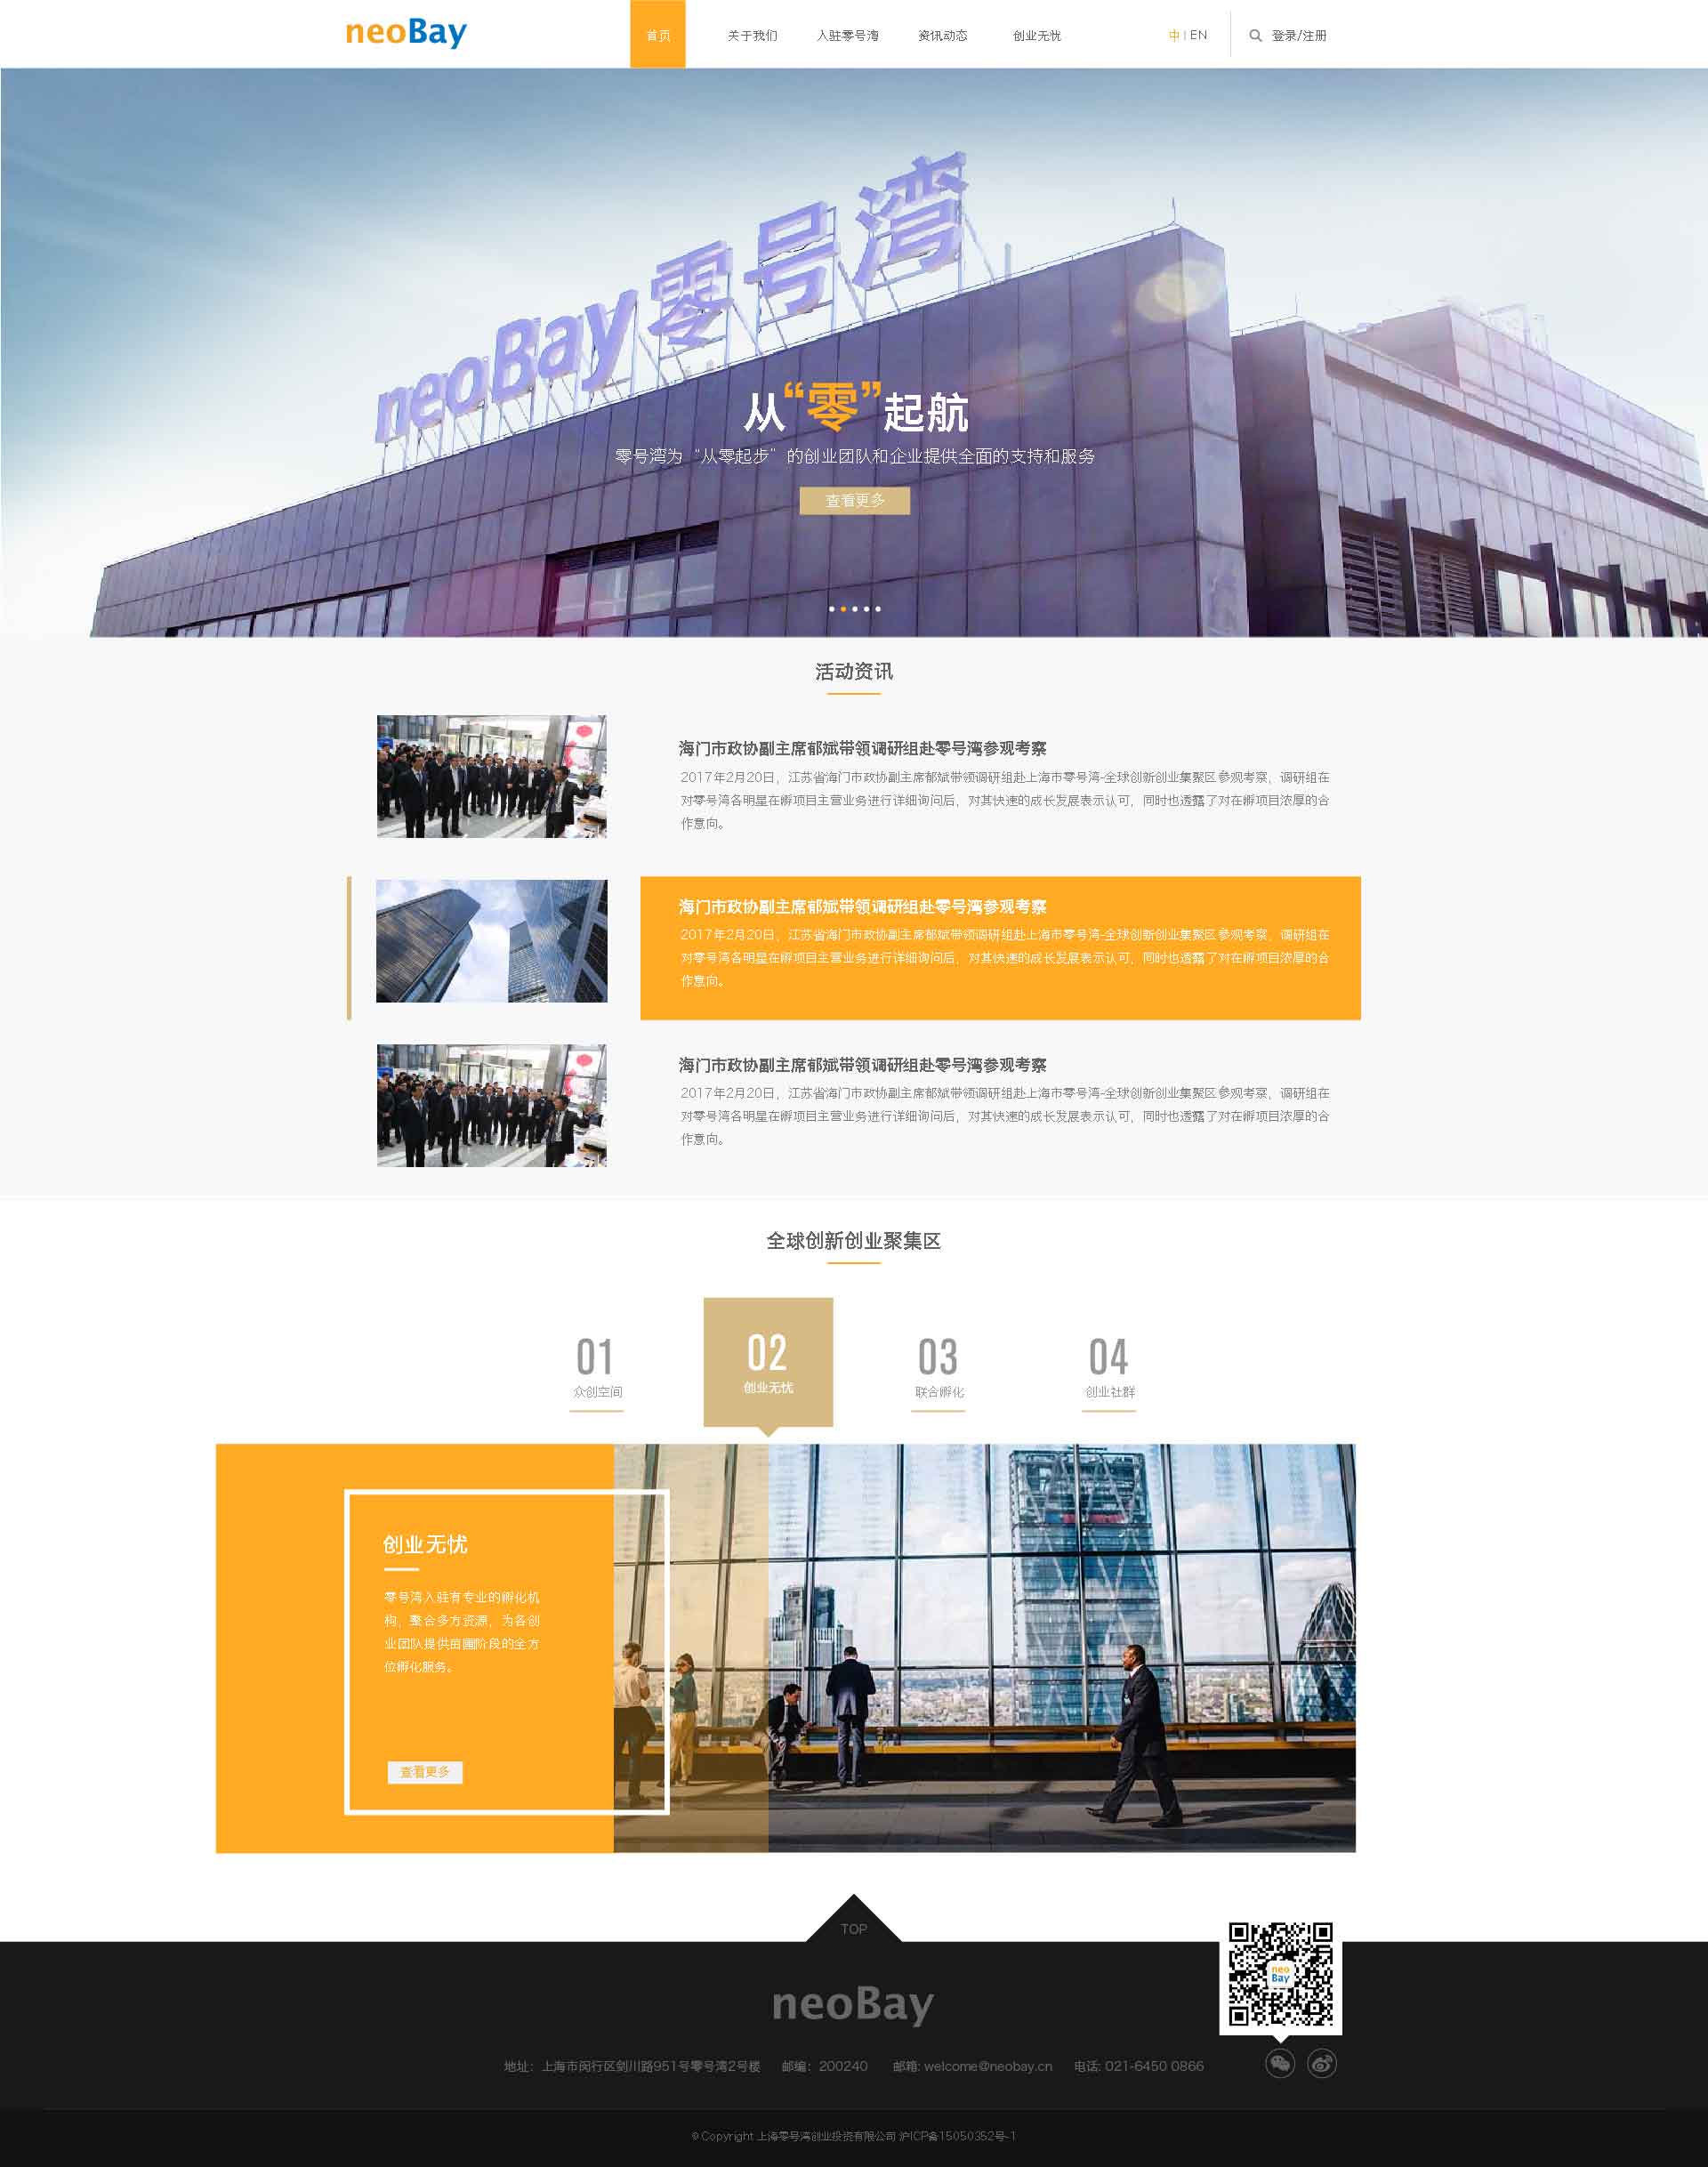 neoBay
首页 关于我们 入驻零号湾 资讯动态 创业无忧 中 | EN 登录/注册
neoBay 零号湾
从“零”起航
零号湾为“从零起步”的创业团队和企业提供全面的支持和服务
查看更多
活动资讯
海门市政协副主席郁斌带领调研组赴零号湾参观考察
2017年2月20日，江苏省海门市政协副主席郁斌带领调研组赴上海市零号湾-全球创新创业集聚区参观考察，调研组在
对零号湾各明星在孵项目主营业务进行详细询问后，对其快速的成长发展表示认可，同时也透露了对在孵项目浓厚的合
作意向。
海门市政协副主席郁斌带领调研组赴零号湾参观考察
2017年2月20日，江苏省海门市政协副主席郁斌带领调研组赴上海市零号湾-全球创新创业集聚区参观考察，调研组在
对零号湾各明星在孵项目主营业务进行详细询问后，对其快速的成长发展表示认可，同时也透露了对在孵项目浓厚的合
作意向。
海门市政协副主席郁斌带领调研组赴零号湾参观考察
2017年2月20日，江苏省海门市政协副主席郁斌带领调研组赴上海市零号湾-全球创新创业集聚区参观考察，调研组在
对零号湾各明星在孵项目主营业务进行详细询问后，对其快速的成长发展表示认可，同时也透露了对在孵项目浓厚的合
作意向。
全球创新创业聚集区
01 02 03 04
众创空间 创业无忧 联合孵化 创业社群
创业无忧
零号湾入驻有专业的孵化机
构，整合多方资源，为各创
业团队提供苗圃阶段的全方
位孵化服务。
查看更多
TOP
neo
Bay
neoBay
地址：上海市闵行区剑川路951号零号湾2号楼 邮编：200240 邮箱: welcome@neobay.cn 电话: 021-6450 0866
© Copyright 上海零号湾创业投资有限公司 沪ICP备15050352号-1